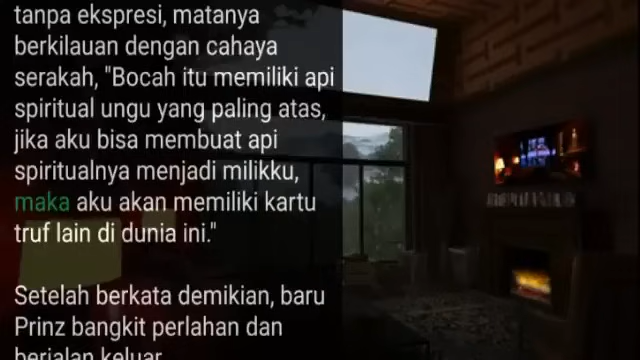 tanpa ekspresi, matanya
berkilauan dengan cahaya
serakah, "Bocah itu memiliki api
spiritual ungu yang paling atas,
jika aku bisa membuat api
spiritualnya menjadi milikku,
maka aku akan memiliki kartu
truf lain di dunia ini."
Setelah berkata demikian, baru
Prinz bangkit perlahan dan
berjalan keluar